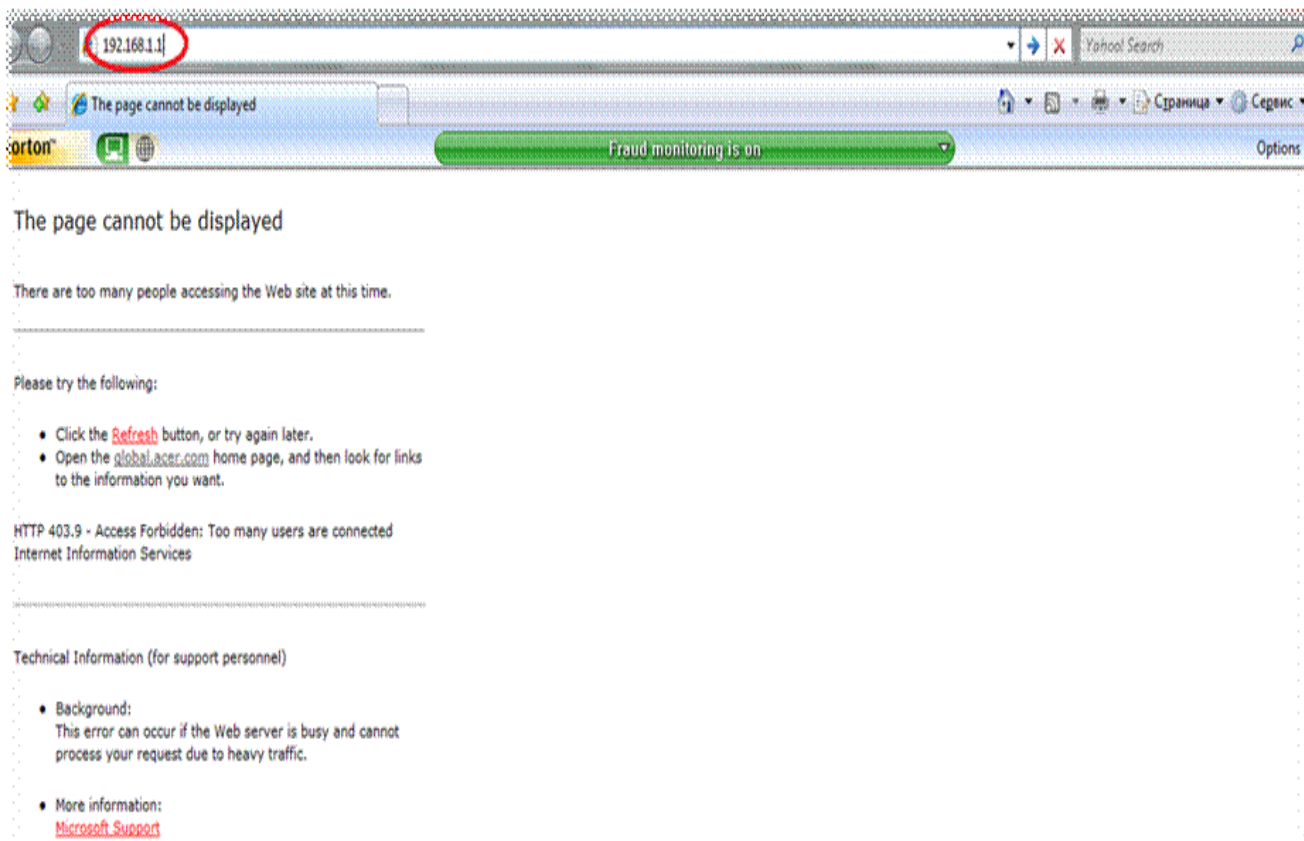 192.168.1.1
Yahoo! Search
The page cannot be displayed
Страница
Сервис
orton™
Fraud monitoring is on
Options
The page cannot be displayed
There are too many people accessing the Web site at this time.
Please try the following:
Click the Refresh button, or try again later.
Open the global.acer.com home page, and then look for links
to the information you want.
HTTP 403.9 - Access Forbidden: Too many users are connected
Internet Information Services
Technical Information (for support personnel)
Background:
This error can occur if the Web server is busy and cannot
process your request due to heavy traffic.
More information:
Microsoft Support